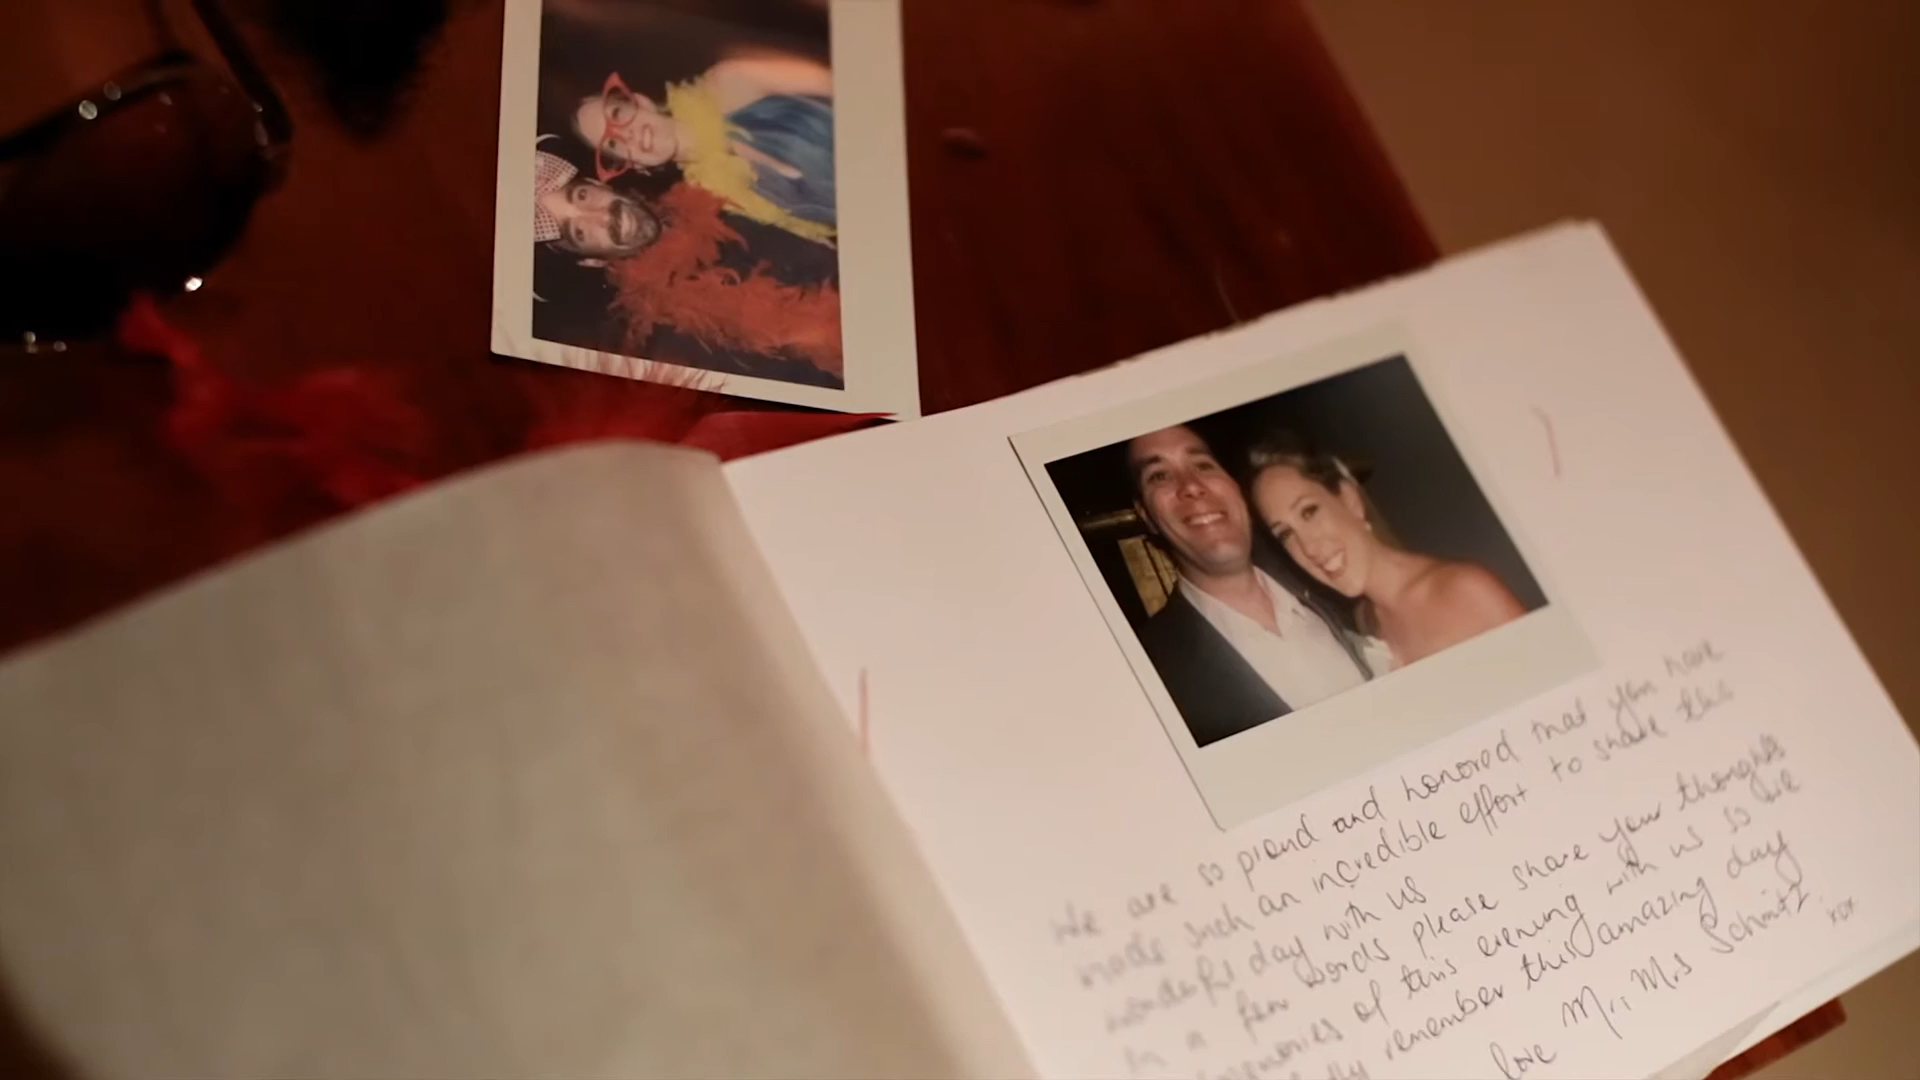 We are so proud and honored that you have
made such an incredible effort to share this
wonderful day with us
In a few words please share your thoughts
memories of this evening with us so we
remember this amazing day
love Mr, Mrs Schmitz. xox